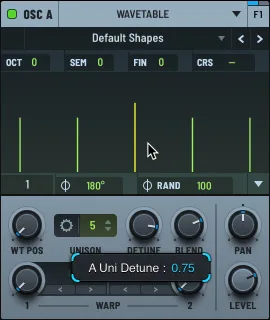 OSC A WAVETABLE F1
Default Shapes < >
OCT 0 SEM 0 FIN 0 CRS --
1 180° RAND 100
5
WT POS UNISON DETUNE BLEND PAN
A Uni Detune : 0.75
< > < >
1 WARP 2 LEVEL